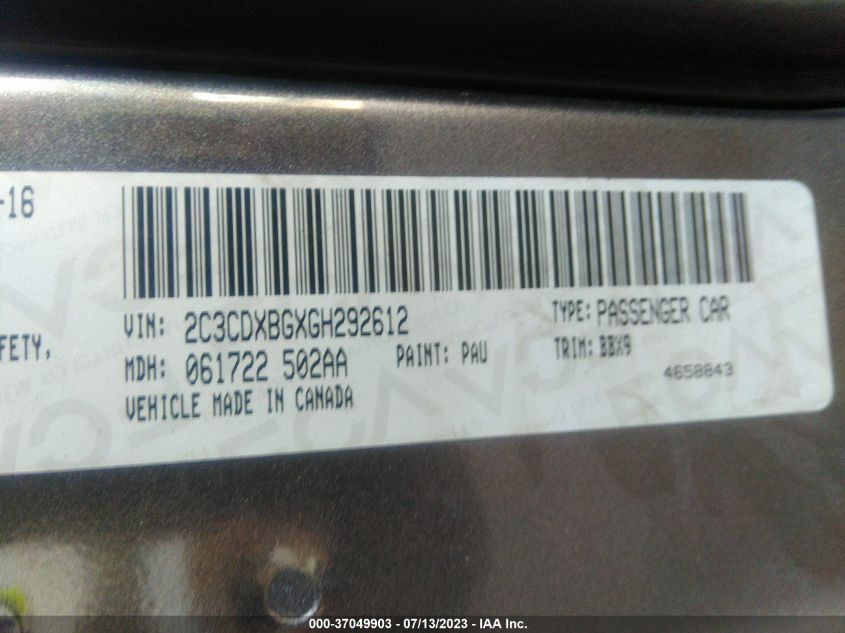 -16
FETY,
VIN: 2C3CDXBGXGH292612
TYPE: PASSENGER CAR
MDH: 061722 502AA
PAINT: PAU
TRIM: BBX9
4658843
VEHICLE MADE IN CANADA
000-37049903 - 07/13/2023 - IAA Inc.